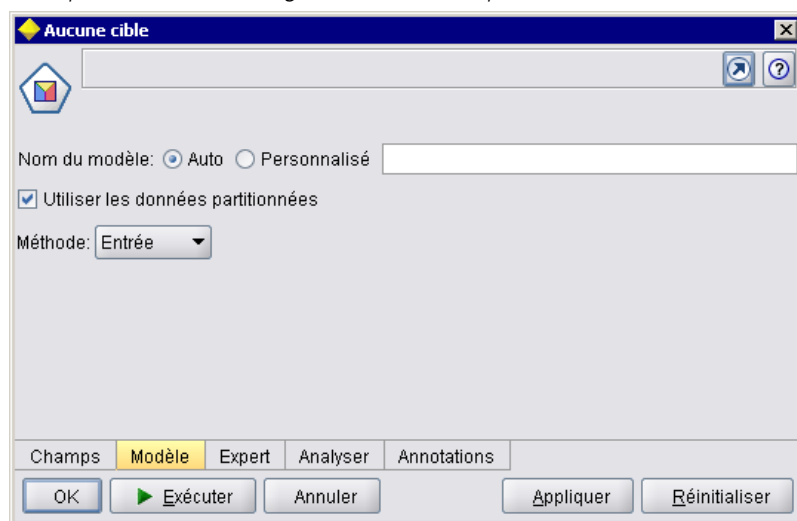 Aucune cible
Nom du modèle: Auto Personnalisé
Utiliser les données partitionnées
Méthode: Entrée
Champs Modèle Expert Analyser Annotations
OK Exécuter Annuler Appliquer Réinitialiser